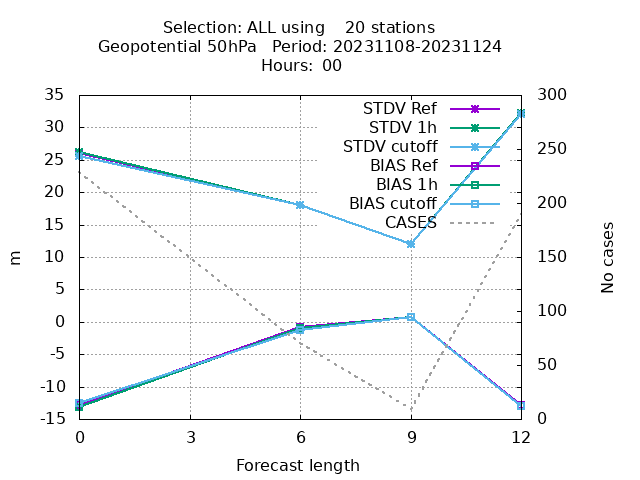 Selection: ALL using    20 stations
Geopotential 50hPa   Period: 20231108-20231124
Hours: 00
35
30
25
20
15
10
5
0
-5
-10
-15
m
STDV Ref
STDV 1h
STDV cutoff
BIAS Ref
BIAS 1h
BIAS cutoff
CASES
300
250
200
150
100
50
0
No cases
0 3 6 9 12
Forecast length